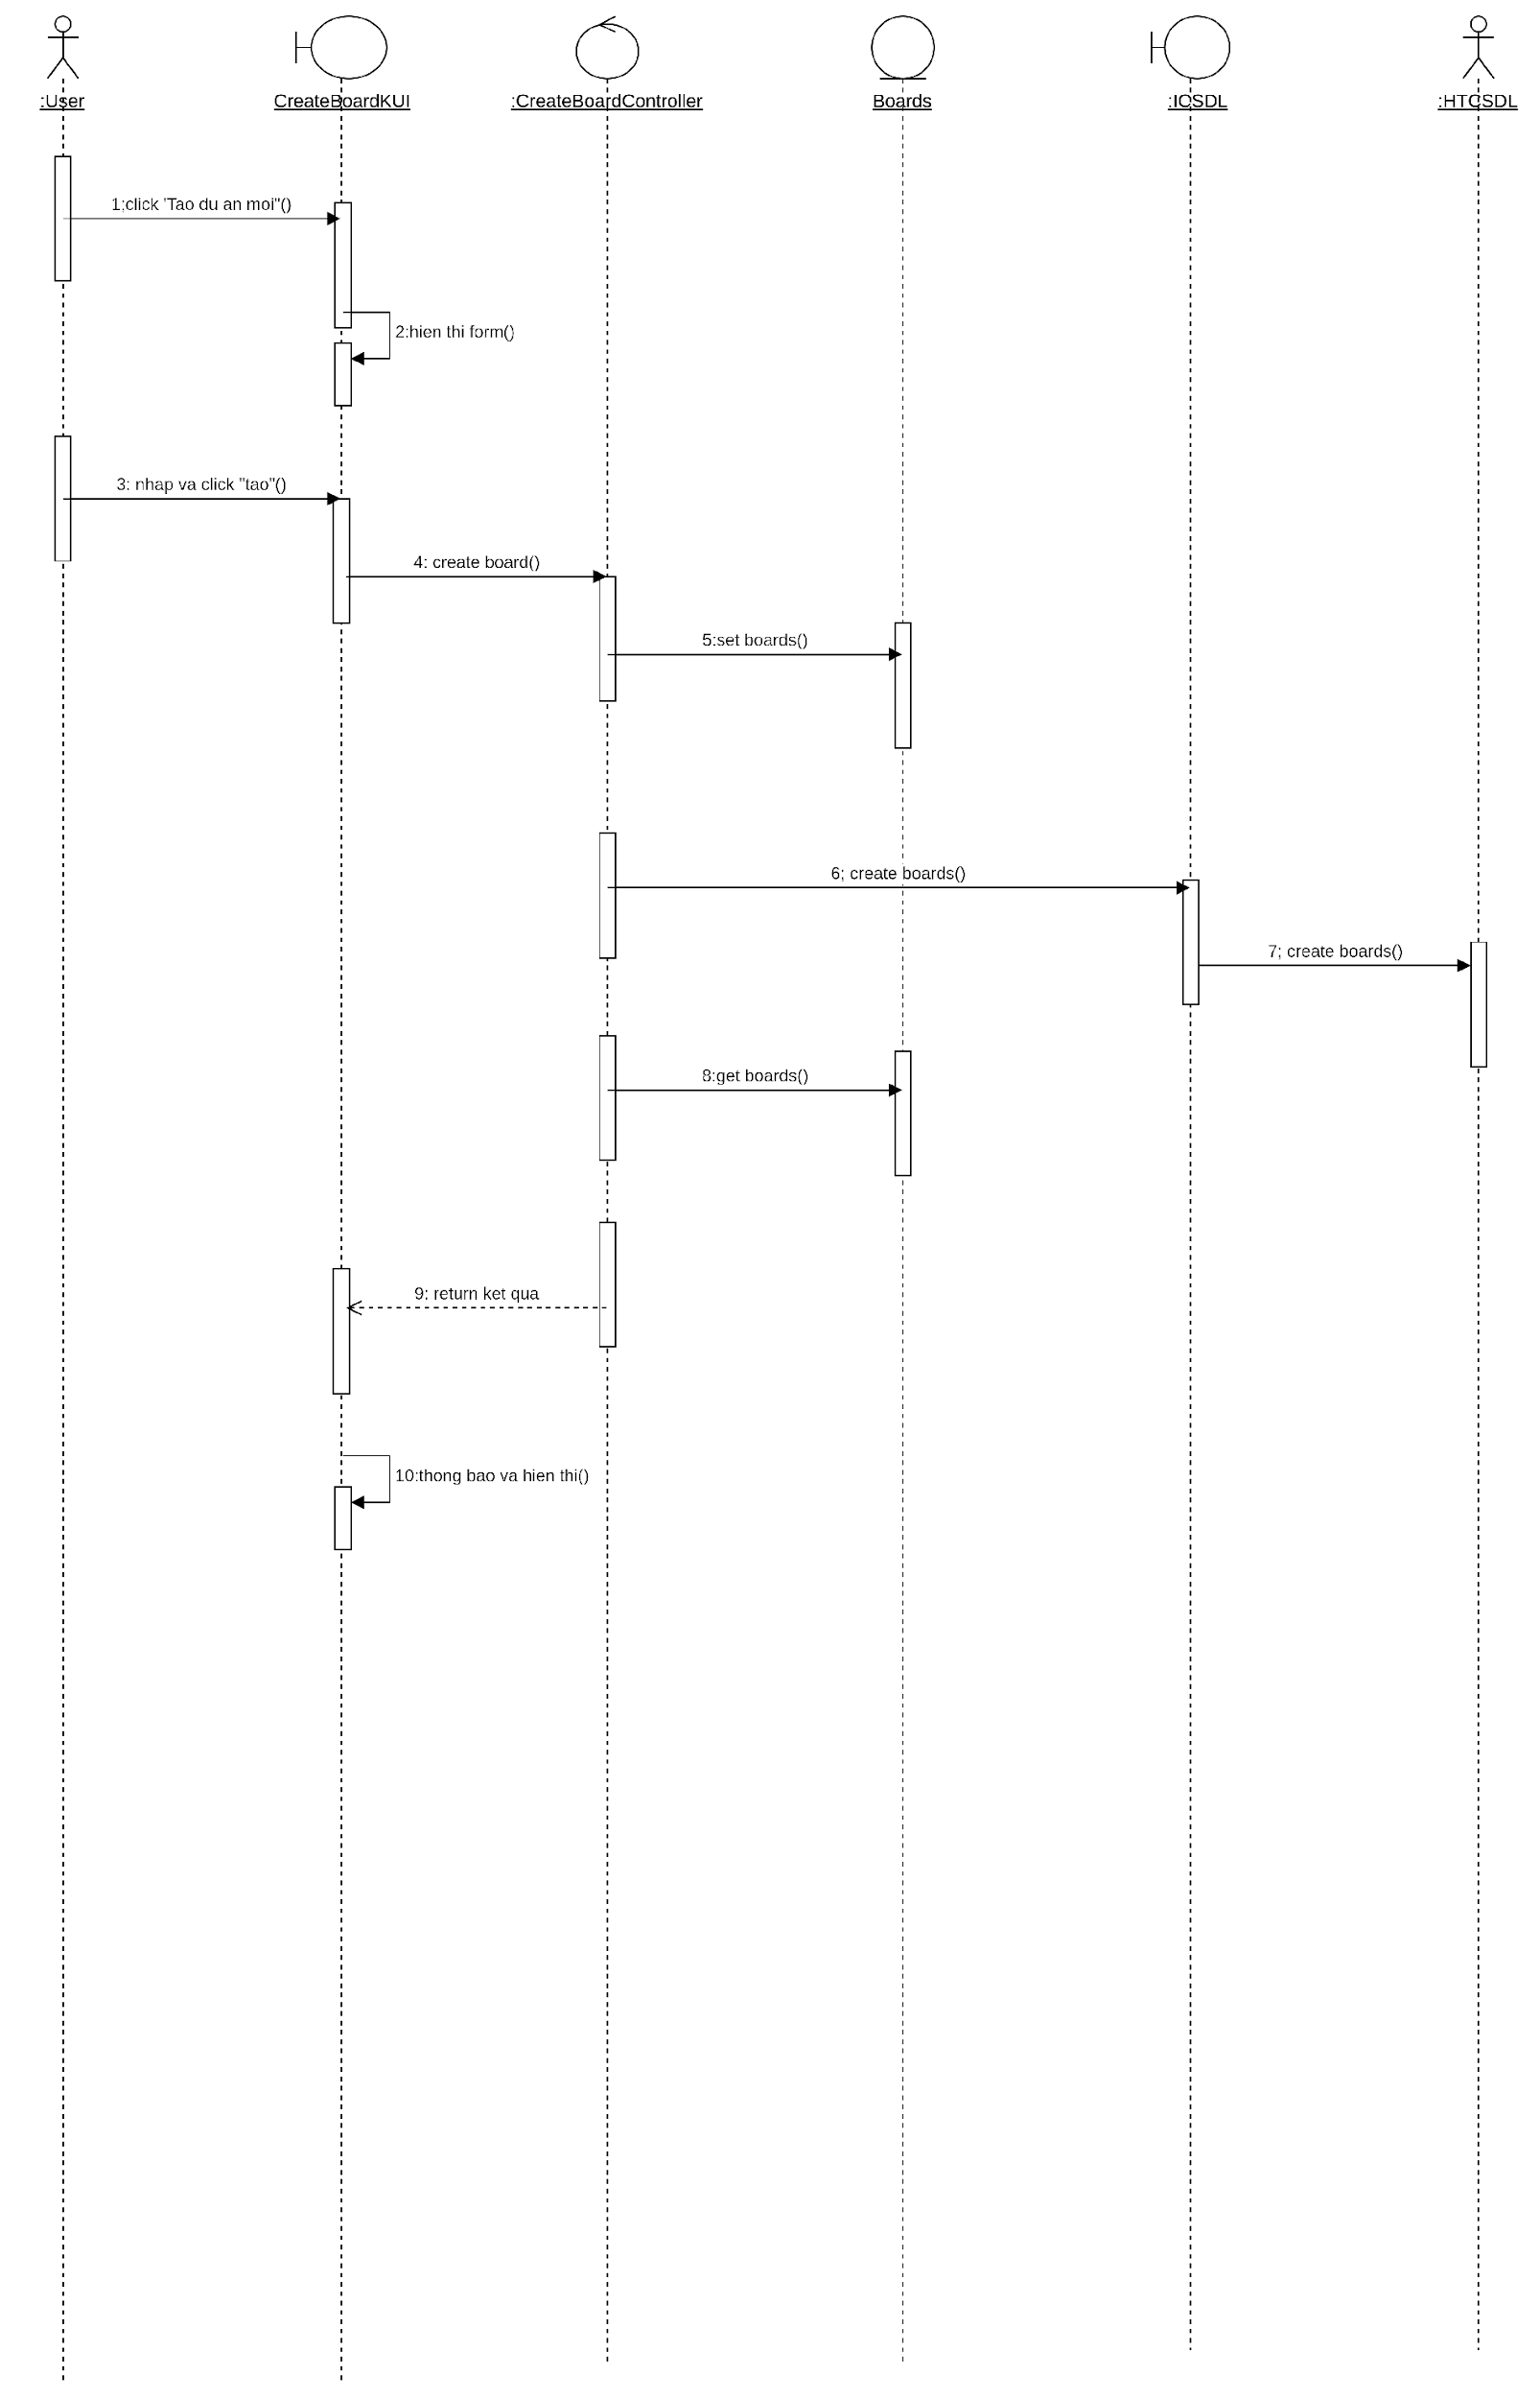 :User
CreateBoardKUI
:CreateBoardController
Boards
:ICSDL
:HTCSDL
1;click 'Tao du an moi"()
2:hien thi form()
3: nhap va click "tao"()
4: create board()
5:set boards()
6; create boards()
7; create boards()
8:get boards()
9: return ket qua
10:thong bao va hien thi()